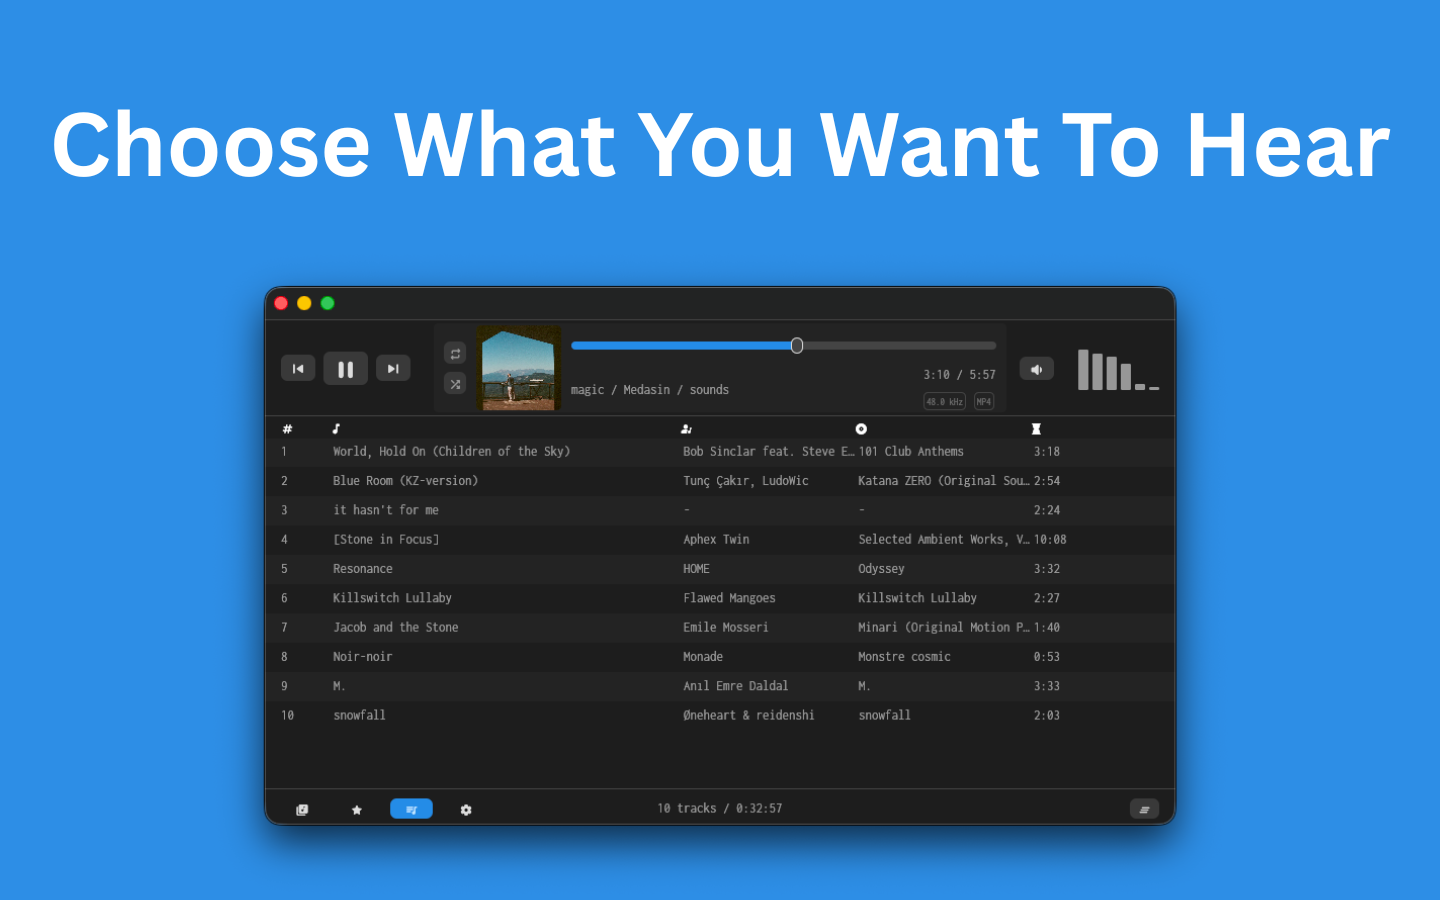 Choose What You Want To Hear
3:10 / 5:57
magic / Medasin / sounds
48.0 kHz MP4
#
1 World, Hold On (Children of the Sky) Bob Sinclar feat. Steve E… 101 Club Anthems 3:18
2 Blue Room (KZ-version) Tunç Çakır, LudoWic Katana ZERO (Original Sou… 2:54
3 it hasn't for me - - 2:24
4 [Stone in Focus] Aphex Twin Selected Ambient Works, V… 10:08
5 Resonance HOME Odyssey 3:32
6 Killswitch Lullaby Flawed Mangoes Killswitch Lullaby 2:27
7 Jacob and the Stone Emile Mosseri Minari (Original Motion P… 1:40
8 Noir-noir Monade Monstre cosmic 0:53
9 M. Anıl Emre Daldal M. 3:33
10 snowfall Øneheart & reidenshi snowfall 2:03
10 tracks / 0:32:57